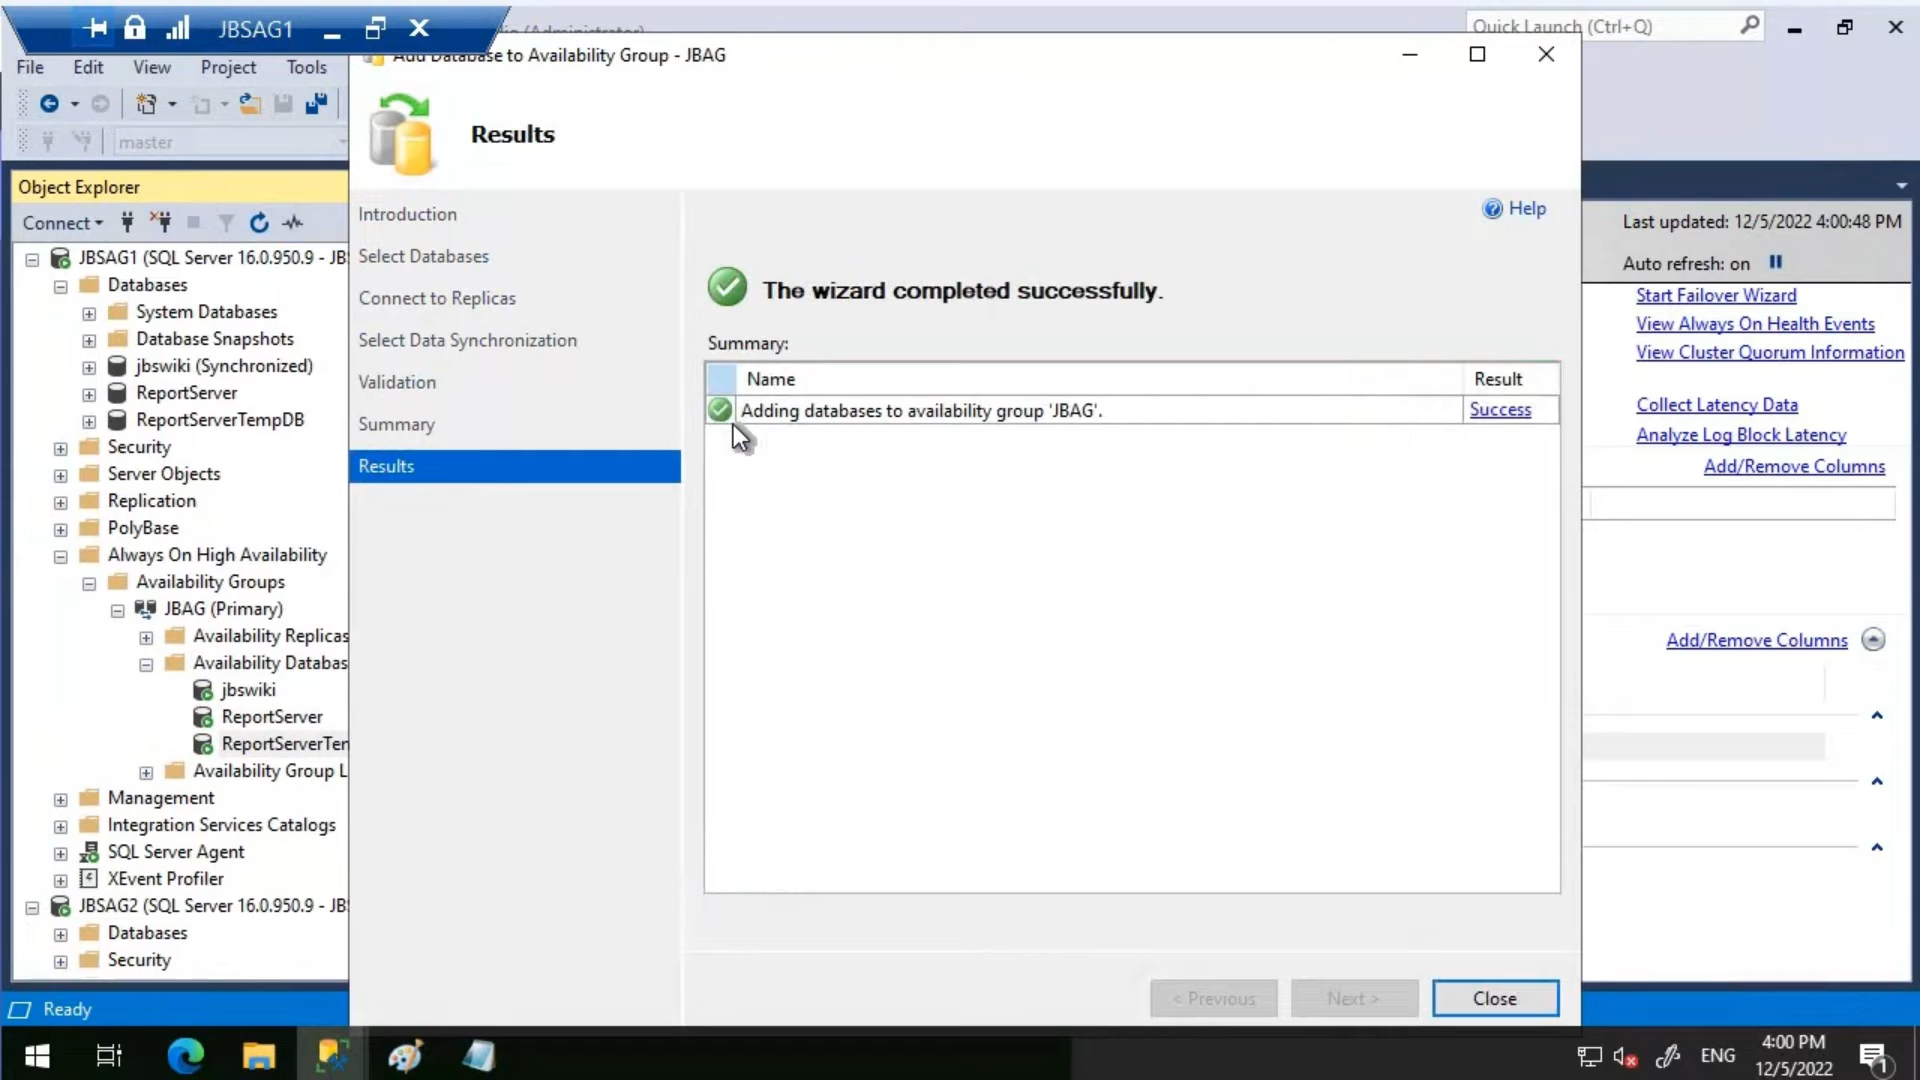 JBSAG1
Quick Launch (Ctrl+Q)
Add Database to Availability Group - JBAG
File Edit View Project Tools
master
Results
Object Explorer
Connect
JBSAG1 (SQL Server 16.0.950.9 - JB
Databases
System Databases
Database Snapshots
jbswiki (Synchronized)
ReportServer
ReportServerTempDB
Security
Server Objects
Replication
PolyBase
Always On High Availability
Availability Groups
JBAG (Primary)
Availability Replicas
Availability Databas
jbswiki
ReportServer
ReportServerTen
Availability Group L
Management
Integration Services Catalogs
SQL Server Agent
XEvent Profiler
JBSAG2 (SQL Server 16.0.950.9 - JB
Databases
Security
Introduction
Select Databases
Connect to Replicas
Select Data Synchronization
Validation
Summary
Results
Help
The wizard completed successfully.
Summary:
Name Result
Adding databases to availability group 'JBAG'. Success
< Previous Next > Close
Last updated: 12/5/2022 4:00:48 PM
Auto refresh: on
Start Failover Wizard
View Always On Health Events
View Cluster Quorum Information
Collect Latency Data
Analyze Log Block Latency
Add/Remove Columns
Add/Remove Columns
Ready
ENG
4:00 PM
12/5/2022
1